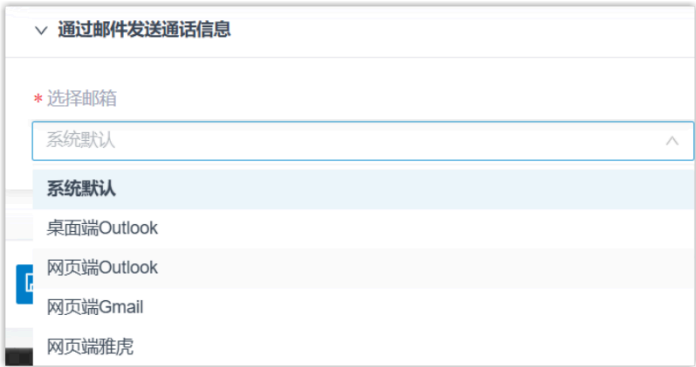 通过邮件发送通话信息
* 选择邮箱
系统默认
系统默认
桌面端Outlook
网页端Outlook
网页端Gmail
网页端雅虎